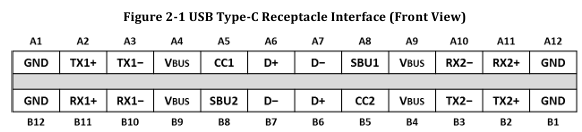 Figure 2-1 USB Type-C Receptacle Interface (Front View)
A1 A2 A3 A4 A5 A6 A7 A8 A9 A10 A11 A12
GND TX1+ TX1− VBUS CC1 D+ D− SBU1 VBUS RX2− RX2+ GND
GND RX1+ RX1− VBUS SBU2 D− D+ CC2 VBUS TX2− TX2+ GND
B12 B11 B10 B9 B8 B7 B6 B5 B4 B3 B2 B1